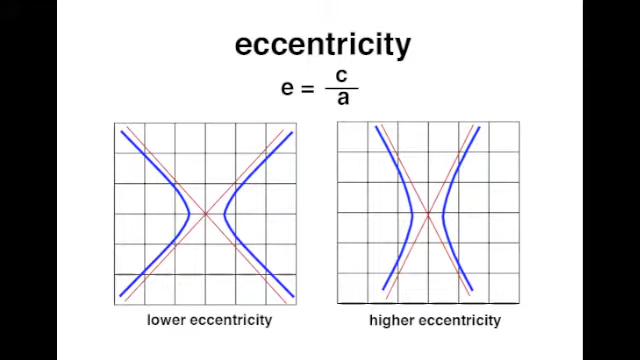 eccentricity
e = c/a
lower eccentricity
higher eccentricity